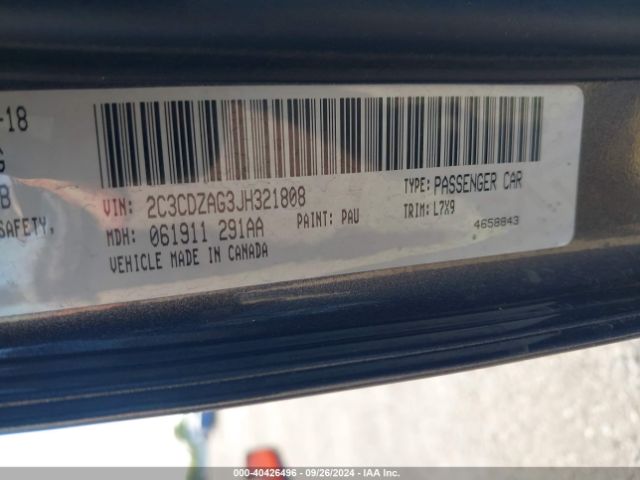 -18
B
SAFETY,
VIN: 2C3CDZAG3JH321808
TYPE: PASSENGER CAR
MDH: 061911 291AA
PAINT: PAU
TRIM: L7X9
VEHICLE MADE IN CANADA
4658843
000-40426496 - 09/26/2024 - IAA Inc.